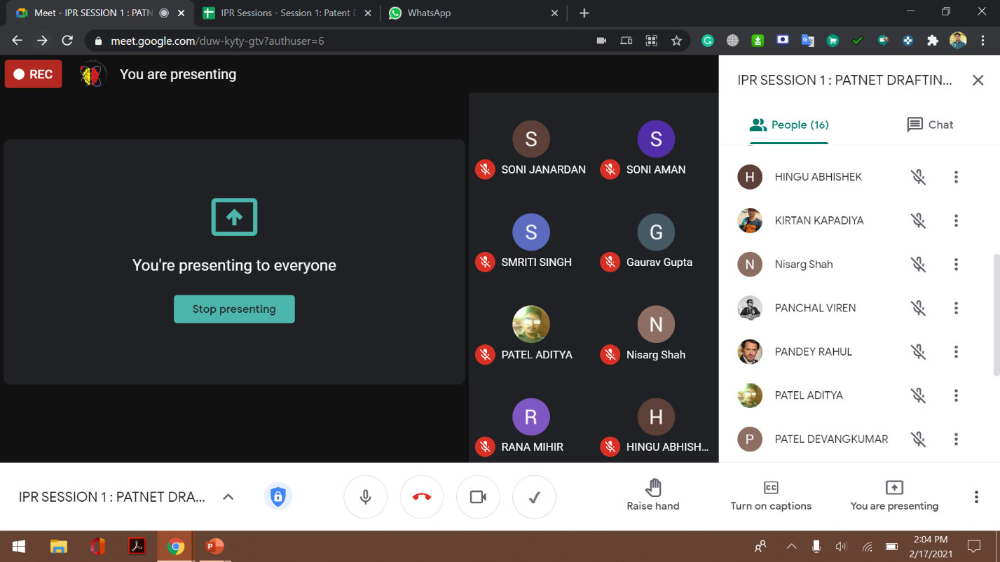 Meet - IPR SESSION 1 : PATN
IPR Sessions - Session 1: Patent D
WhatsApp
meet.google.com/duw-kyty-gtv?authuser=6
REC
You are presenting
You're presenting to everyone
Stop presenting
S
SONI JANARDAN
S
SONI AMAN
S
SMRITI SINGH
G
Gaurav Gupta
PATEL ADITYA
N
Nisarg Shah
R
RANA MIHIR
H
HINGU ABHISH...
IPR SESSION 1 : PATNET DRAFTIN...
People (16)
Chat
H
HINGU ABHISHEK
KIRTAN KAPADIYA
N
Nisarg Shah
PANCHAL VIREN
PANDEY RAHUL
PATEL ADITYA
P
PATEL DEVANGKUMAR
IPR SESSION 1 : PATNET DRA...
Raise hand
CC
Turn on captions
You are presenting
2:04 PM
2/17/2021